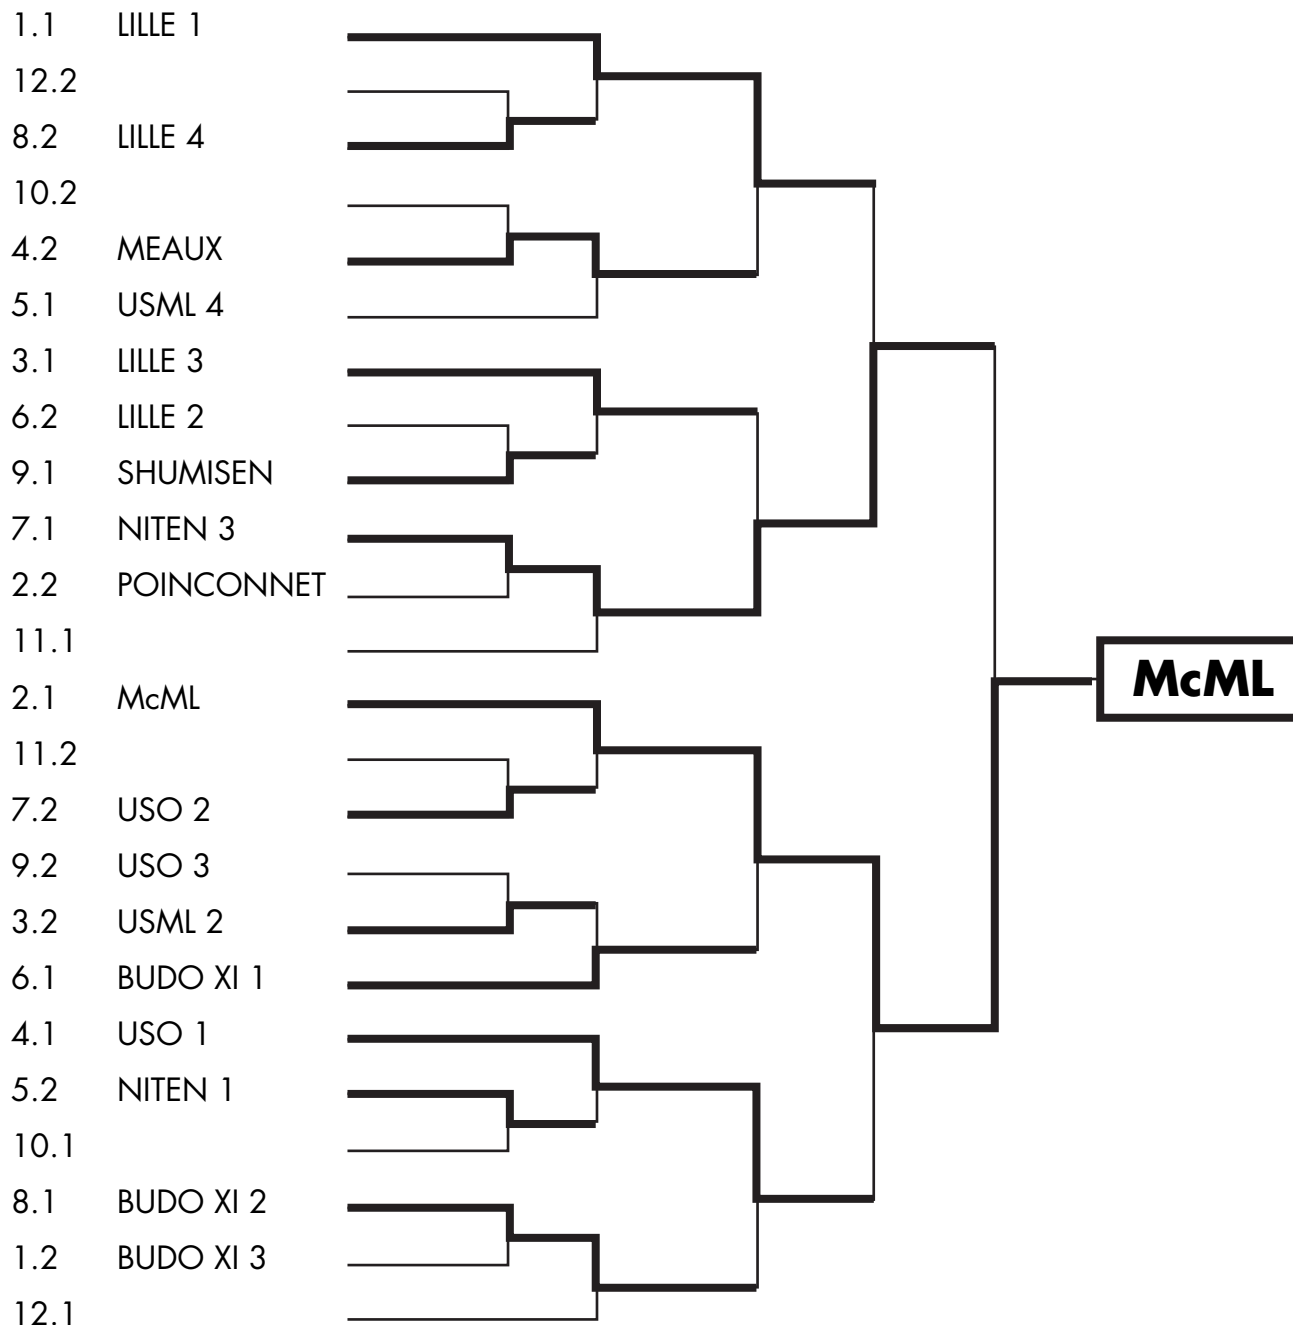 1.1 LILLE 1
12.2
8.2 LILLE 4
10.2
4.2 MEAUX
5.1 USML 4
3.1 LILLE 3
6.2 LILLE 2
9.1 SHUMISEN
7.1 NITEN 3
2.2 POINCONNET
11.1
2.1 McML
McML
11.2
7.2 USO 2
9.2 USO 3
3.2 USML 2
6.1 BUDO XI 1
4.1 USO 1
5.2 NITEN 1
10.1
8.1 BUDO XI 2
1.2 BUDO XI 3
12.1